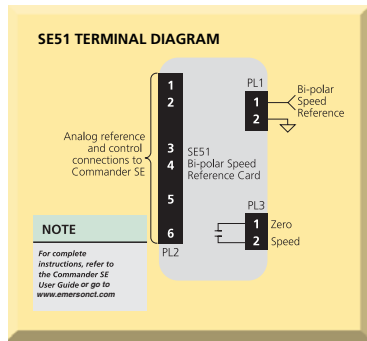 SE51 TERMINAL DIAGRAM
PL1
1
2
Bi-polar
Speed
Reference
1
2
3
4
5
6
PL2
Analog reference
and control
connections to
Commander SE
SE51
Bi-polar Speed
Reference Card
PL3
1 Zero
2 Speed
NOTE
For complete
instructions, refer to
the Commander SE
User Guide or go to
www.emersonct.com